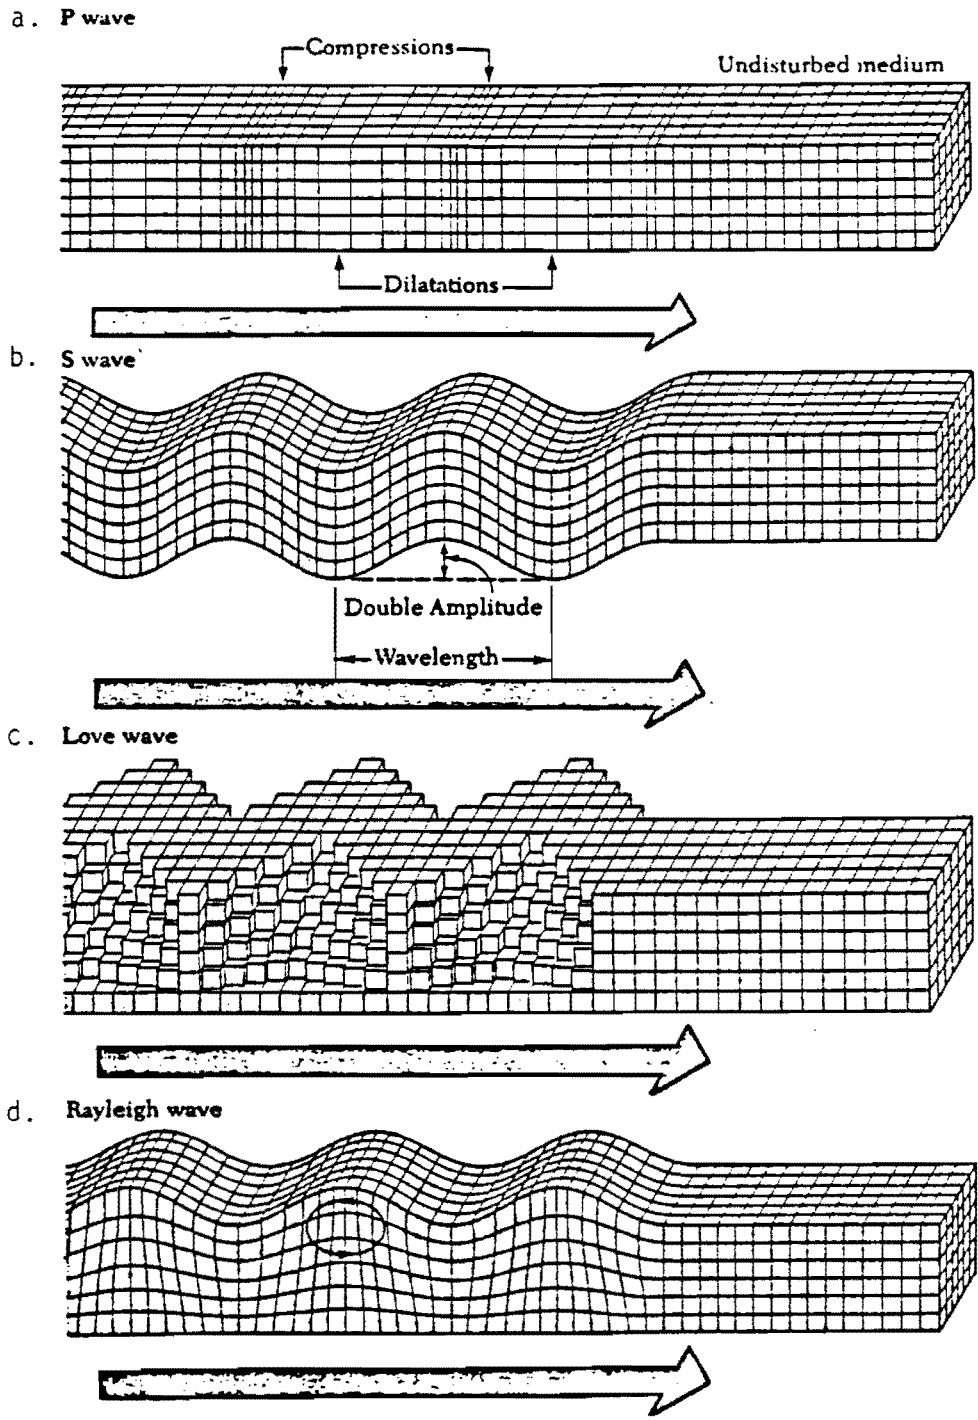 a. P wave
Compressions
Undisturbed medium
Dilatations
b. S wave
Double Amplitude
Wavelength
c. Love wave
d. Rayleigh wave